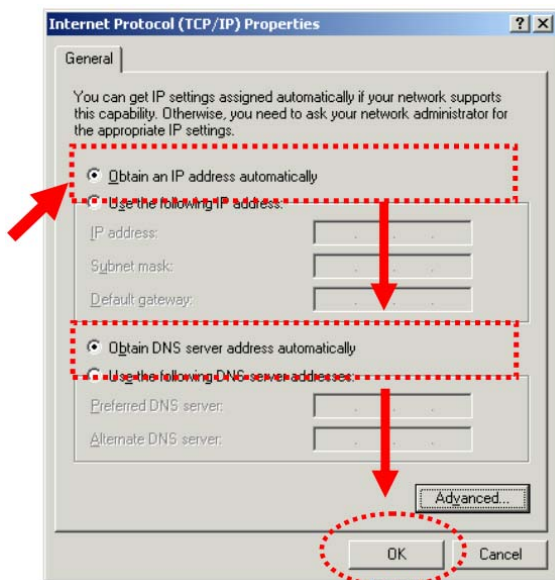 Internet Protocol (TCP/IP) Properties
General
You can get IP settings assigned automatically if your network supports
this capability. Otherwise, you need to ask your network administrator for
the appropriate IP settings.
Obtain an IP address automatically
Use the following IP address:
IP address:
Subnet mask:
Default gateway:
Obtain DNS server address automatically
Use the following DNS server addresses:
Preferred DNS server:
Alternate DNS server:
Advanced...
OK Cancel